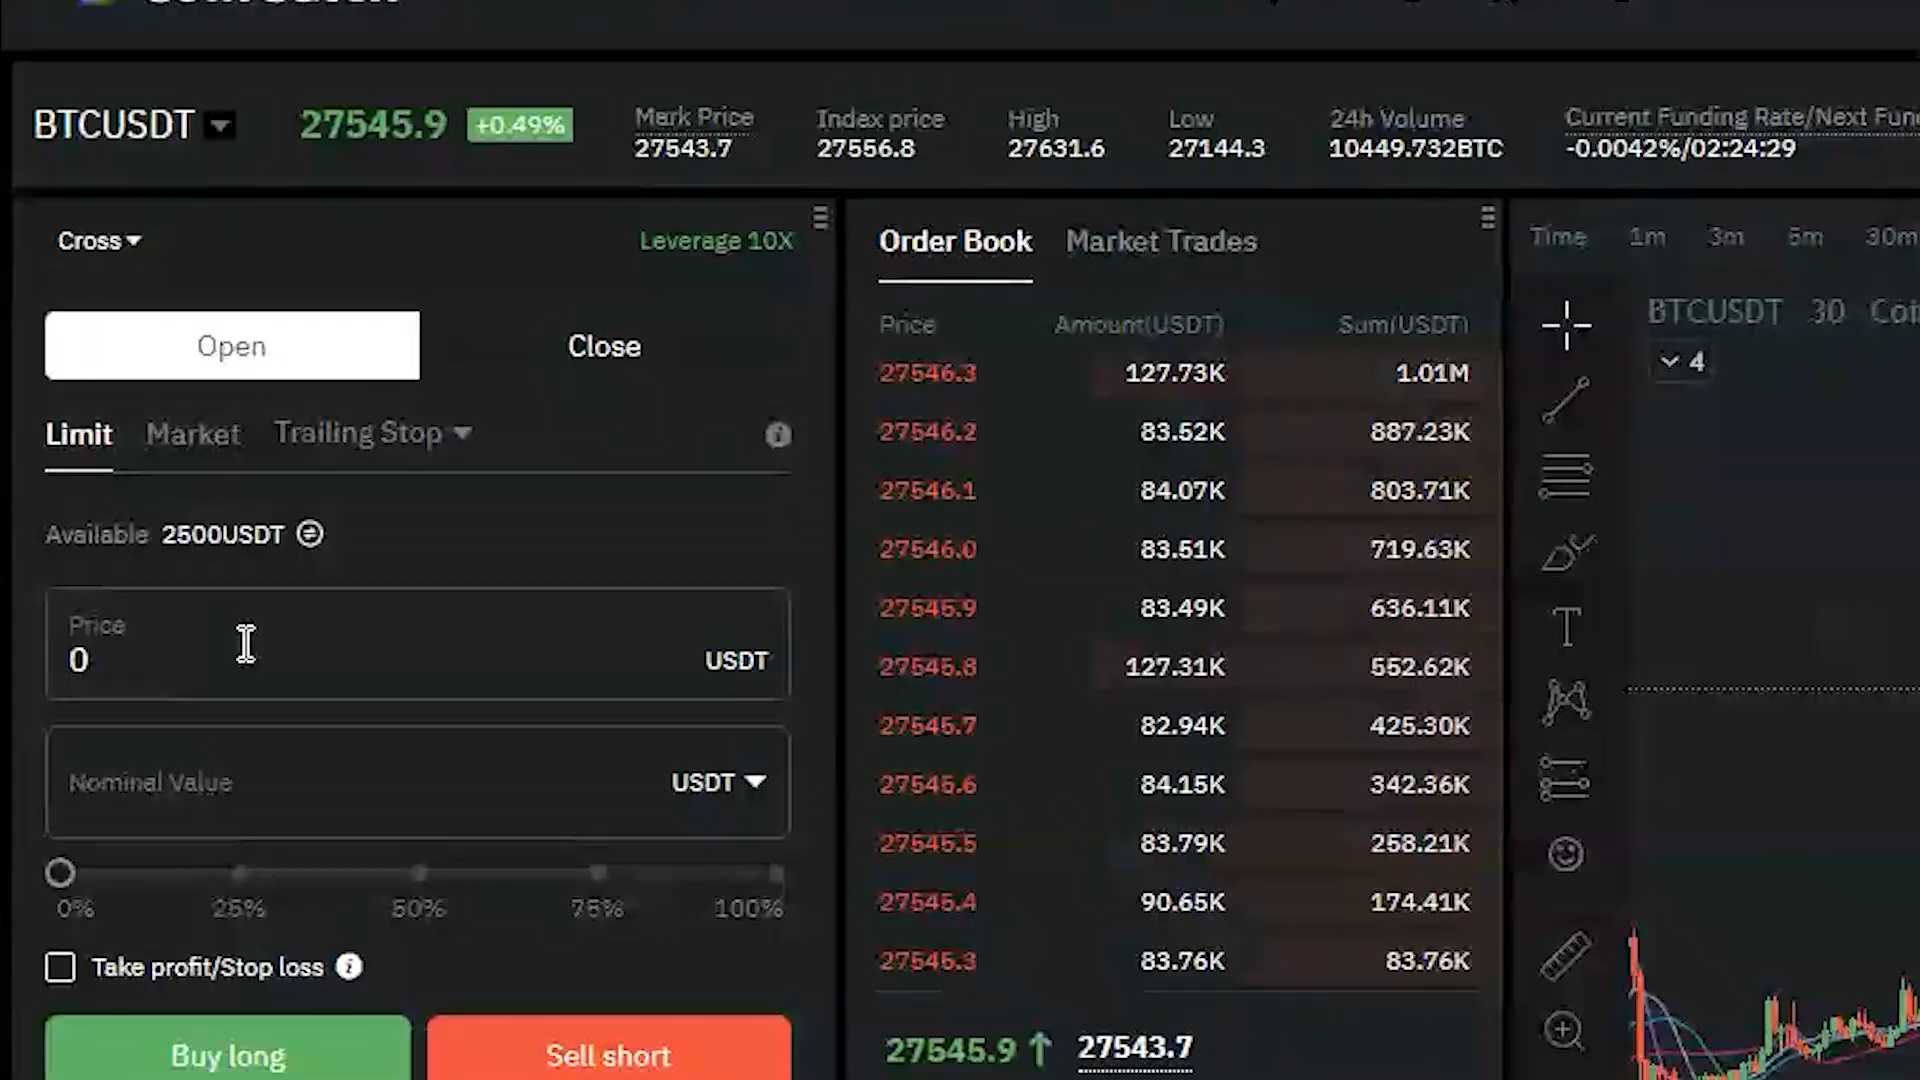 BTCUSDT
27545.9 +0.49%
Mark Price
27543.7
Index price
27556.8
High
27631.6
Low
27144.3
24h Volume
10449.732BTC
Current Funding Rate/Next Fun
-0.0042%/02:24:29
Cross Leverage 10X
Open Close
Limit Market Trailing Stop
Available 2500USDT
Price
0 USDT
Nominal Value USDT
0% 25% 50% 75% 100%
Take profit/Stop loss
Buy long Sell short
Order Book Market Trades
Price Amount(USDT) Sum(USDT)
27546.3 127.73K 1.01M
27546.2 83.52K 887.23K
27546.1 84.07K 803.71K
27546.0 83.51K 719.63K
27545.9 83.49K 636.11K
27545.8 127.31K 552.62K
27545.7 82.94K 425.30K
27545.6 84.15K 342.36K
27545.5 83.79K 258.21K
27545.4 90.65K 174.41K
27545.3 83.76K 83.76K
27545.9 ↑ 27543.7
Time 1m 3m 5m 30m
BTCUSDT 30
4